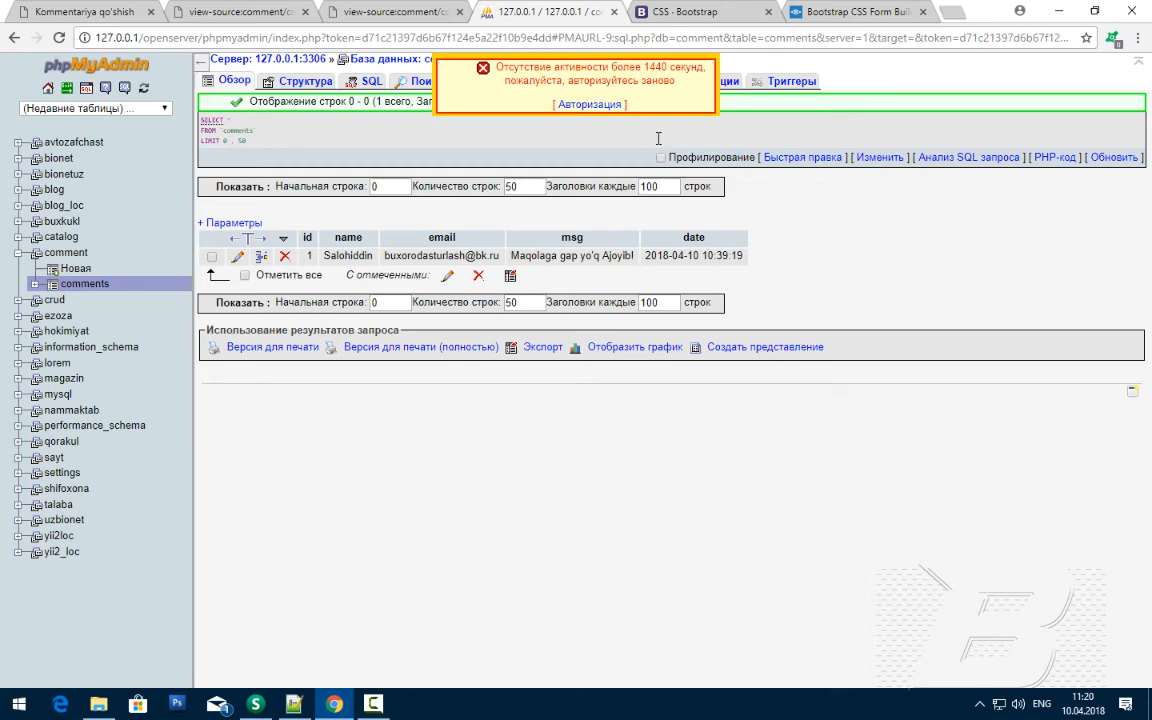 Kommentariya qo'shish
view-source:comment/c
view-source:comment/c
127.0.0.1 / 127.0.0.1 / co
CSS · Bootstrap
Bootstrap CSS Form Buil
127.0.0.1/openserver/phpmyadmin/index.php?token=d71c21397d6b67f124e5a22f10b9e4dd#PMAURL-9:sql.php?db=comment&table=comments&server=1&target=&token=d71c21397d6b67f12...
phpMyAdmin
(Недавние таблицы) ...
avtozafchast
bionet
bionetuz
blog
blog_loc
buxkukl
catalog
comment
Новая
comments
crud
ezoza
hokimiyat
information_schema
lorem
magazin
mysql
nammaktab
performance_schema
qorakul
sayt
settings
shifoxona
talaba
uzbionet
yii2loc
yii2_loc
Сервер: 127.0.0.1:3306 » База данных: c
Обзор Структура SQL Пои ции Триггеры
Отсутствие активности более 1440 секунд,
пожалуйста, авторизуйтесь заново
[ Авторизация ]
Отображение строк 0 - 0 (1 всего, Заг
SELECT *
FROM `comments`
LIMIT 0 , 50
Профилирование [ Быстрая правка ] [ Изменить ] [ Анализ SQL запроса ] [ PHP-код ] [ Обновить ]
Показать : Начальная строка: 0 Количество строк: 50 Заголовки каждые 100 строк
+ Параметры
id name email msg date
1 Salohiddin buxorodasturlash@bk.ru Maqolaga gap yo'q Ajoyib! 2018-04-10 10:39:19
Отметить все С отмеченными:
Показать : Начальная строка: 0 Количество строк: 50 Заголовки каждые 100 строк
Использование результатов запроса
Версия для печати Версия для печати (полностью) Экспорт Отобразить график Создать представление
ENG
11:20
10.04.2018